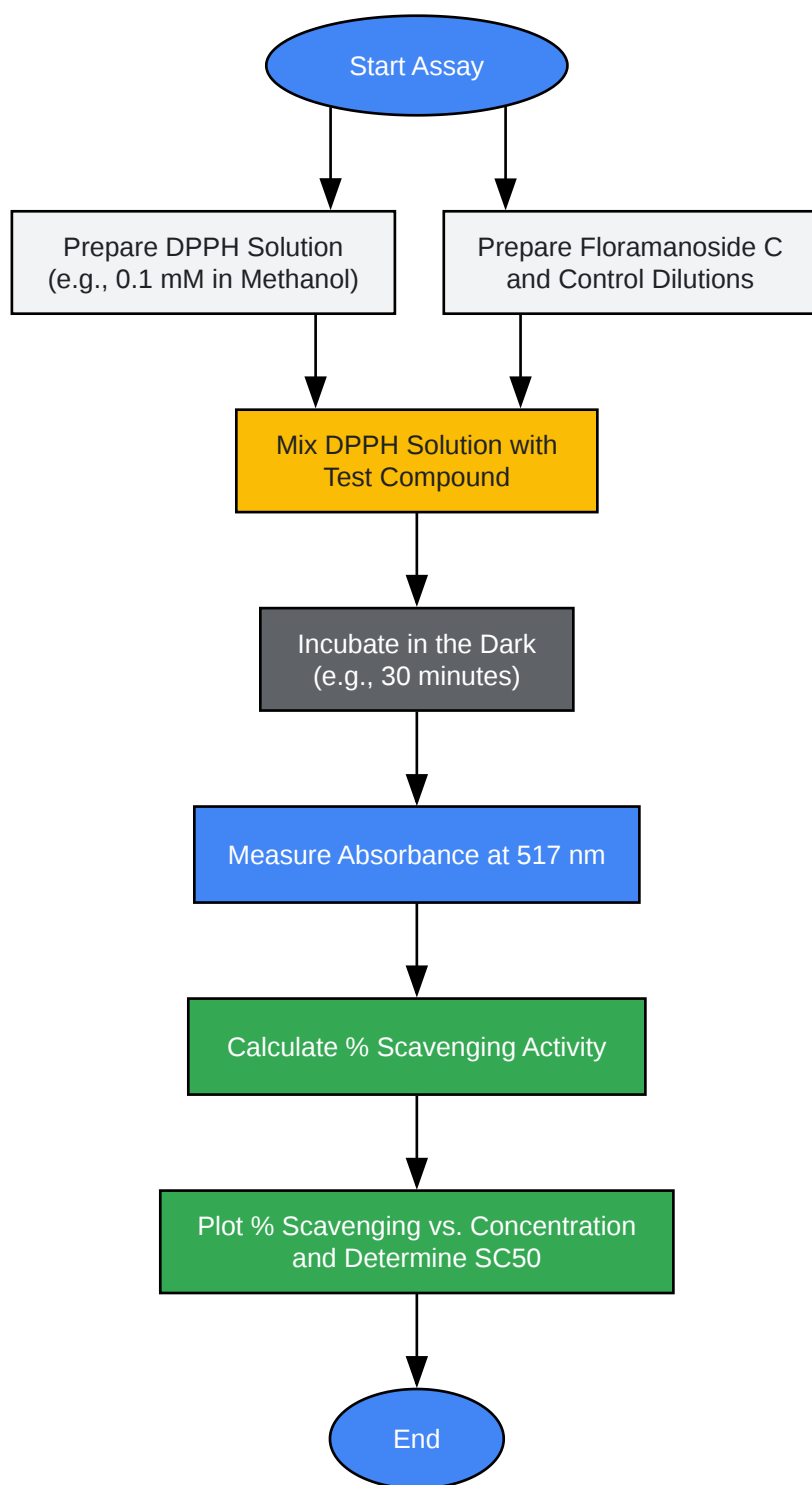 Start Assay
Prepare DPPH Solution
(e.g., 0.1 mM in Methanol)
Prepare Floramanoside C
and Control Dilutions
Mix DPPH Solution with
Test Compound
Incubate in the Dark
(e.g., 30 minutes)
Measure Absorbance at 517 nm
Calculate % Scavenging Activity
Plot % Scavenging vs. Concentration
and Determine SC50
End